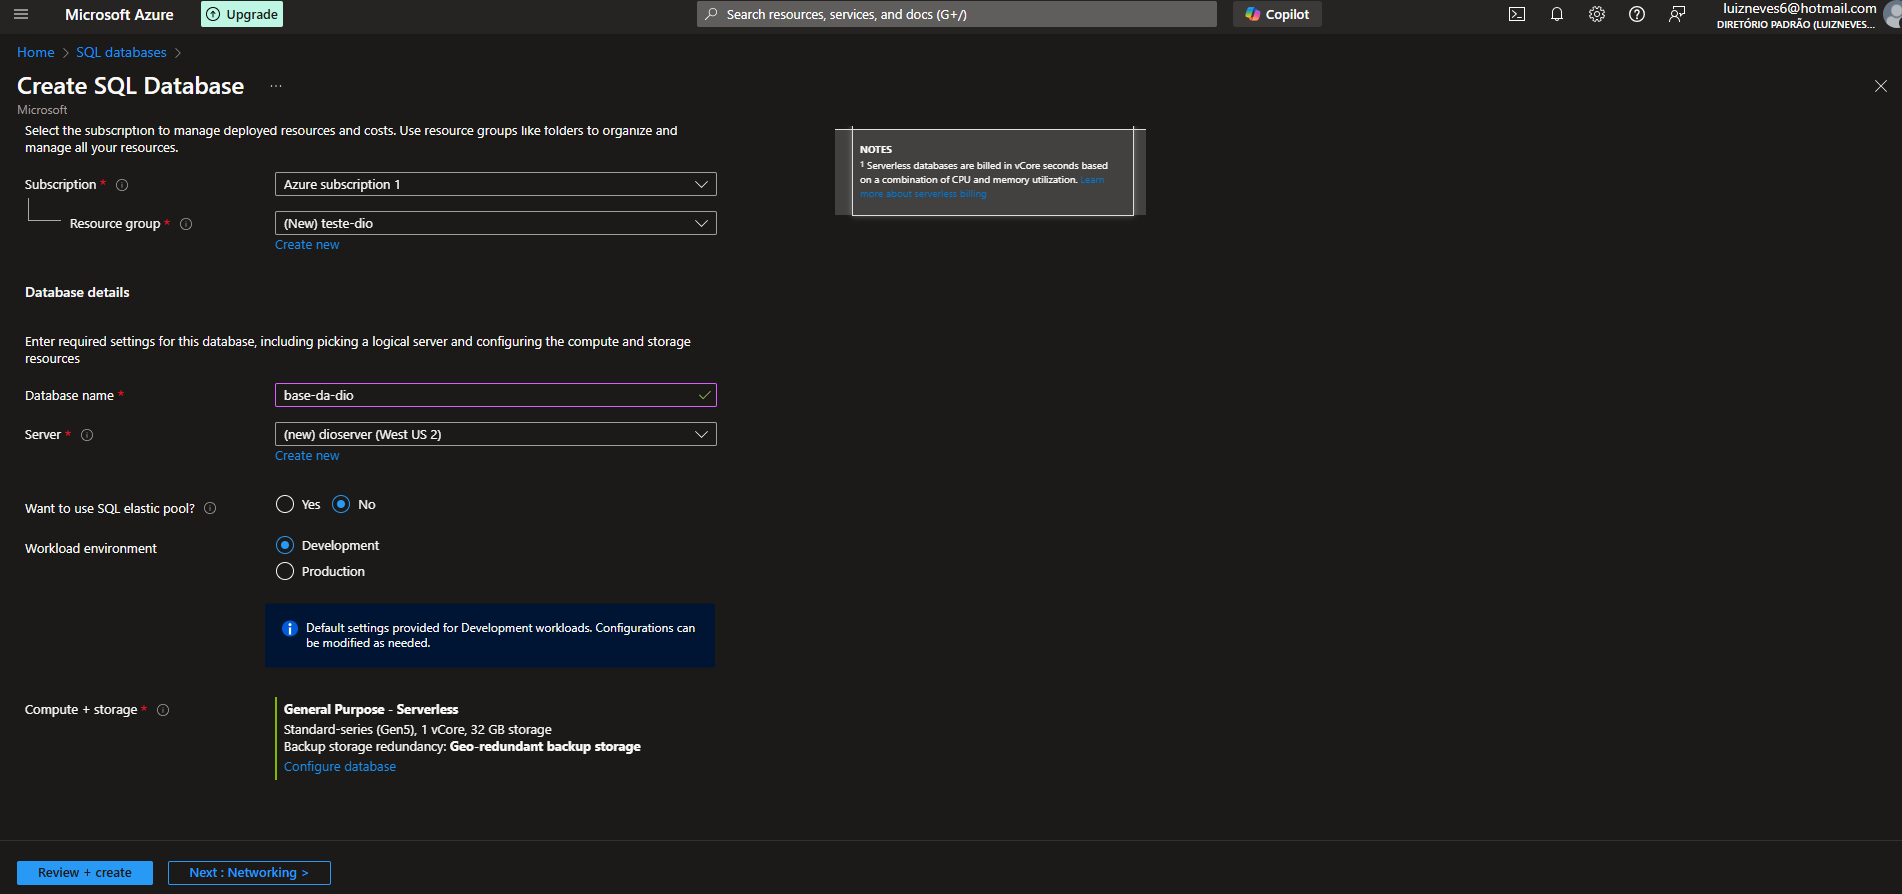 Microsoft Azure
Upgrade
Search resources, services, and docs (G+/)
Copilot
luizneves6@hotmail.com
DIRETÓRIO PADRÃO (LUIZNEVES...
Home > SQL databases >
Create SQL Database ...
Microsoft
Select the subscription to manage deployed resources and costs. Use resource groups like folders to organize and
manage all your resources.
Subscription *
Azure subscription 1
Resource group *
(New) teste-dio
Create new
NOTES
1 Serverless databases are billed in vCore seconds based
on a combination of CPU and memory utilization. Learn
more about serverless billing
Database details
Enter required settings for this database, including picking a logical server and configuring the compute and storage
resources
Database name *
base-da-dio
Server *
(new) dioserver (West US 2)
Create new
Want to use SQL elastic pool?
Yes No
Workload environment
Development
Production
Default settings provided for Development workloads. Configurations can
be modified as needed.
Compute + storage *
General Purpose - Serverless
Standard-series (Gen5), 1 vCore, 32 GB storage
Backup storage redundancy: Geo-redundant backup storage
Configure database
Review + create
Next : Networking >